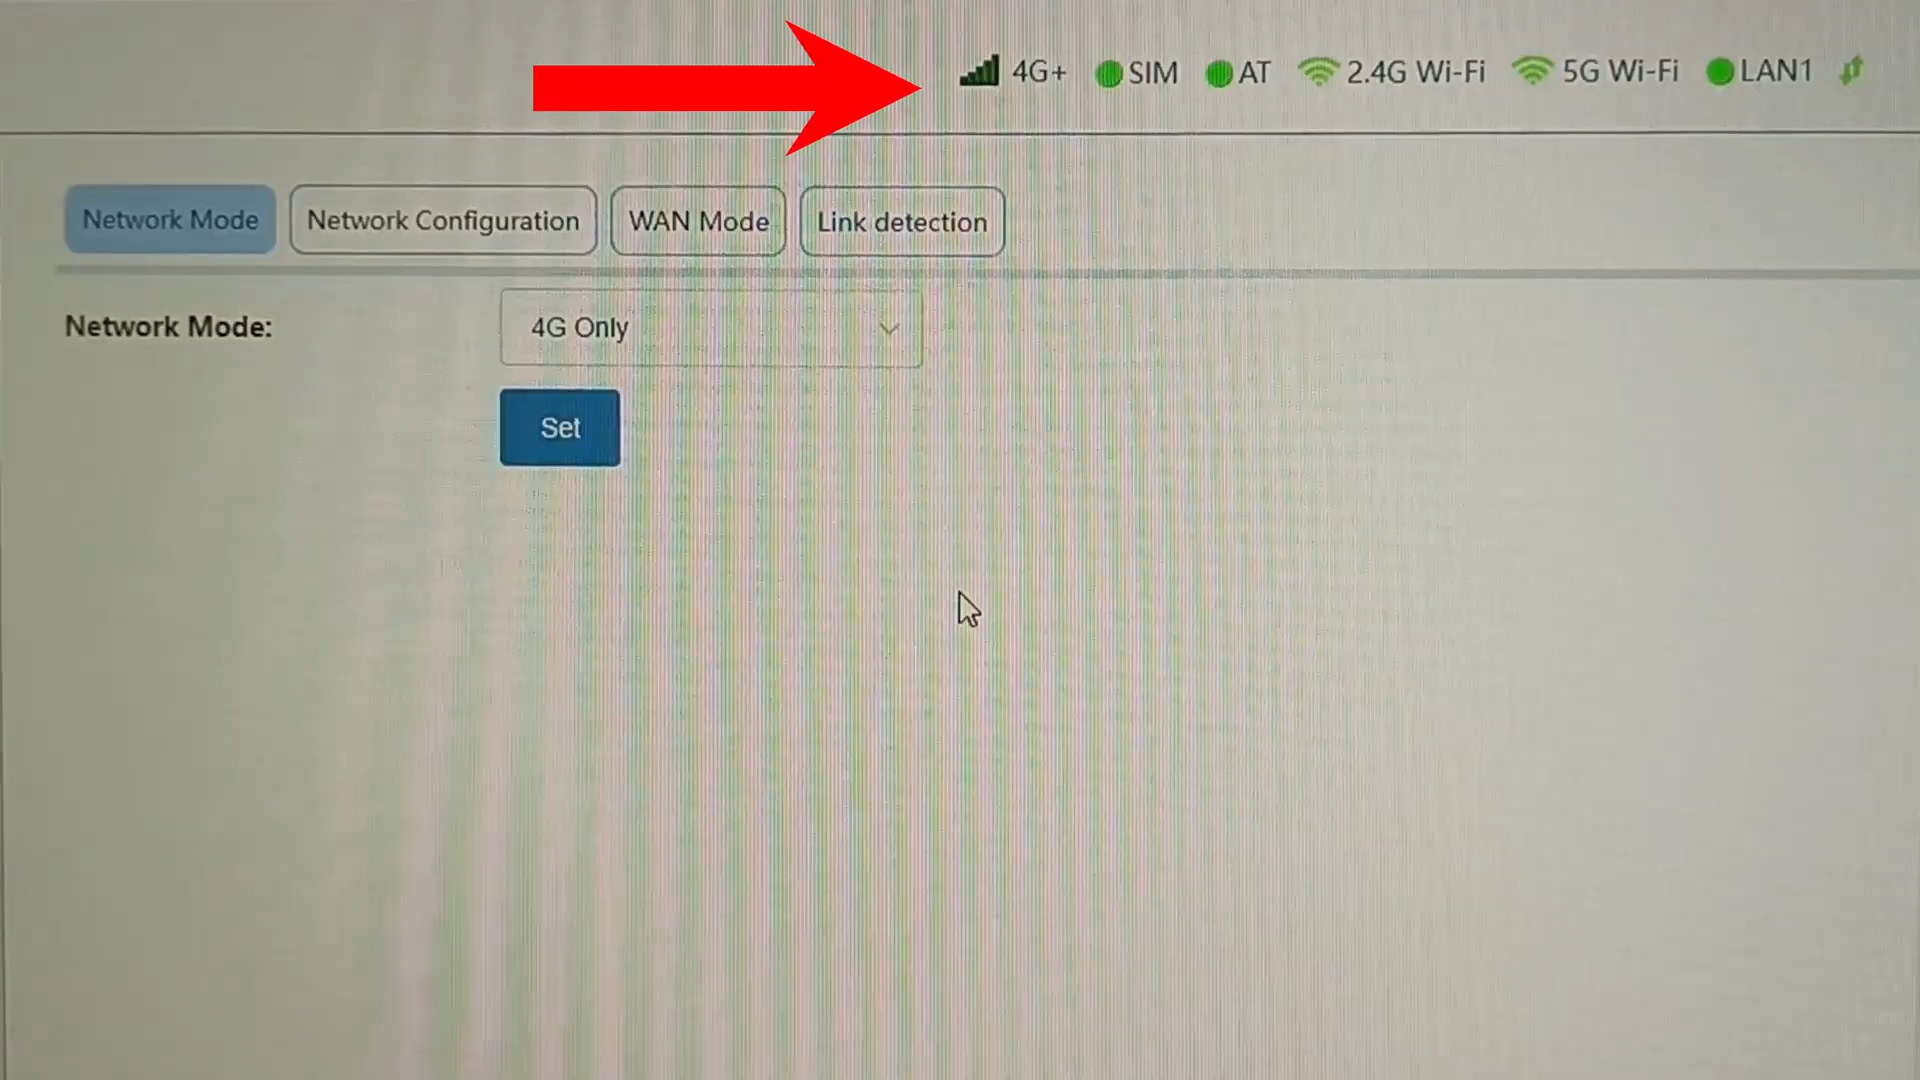 4G+ SIM AT 2.4G Wi-Fi 5G Wi-Fi LAN1
Network Mode Network Configuration WAN Mode Link detection
Network Mode: 4G Only
Set